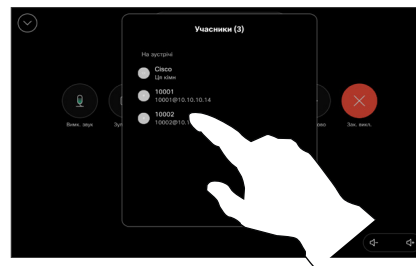 Учасники (3)
На зустрічі
Cisco
Ця кімн
10001
10001@10.10.10.14
10002
10002@10.1
Вимк. звук
Зак. викл.